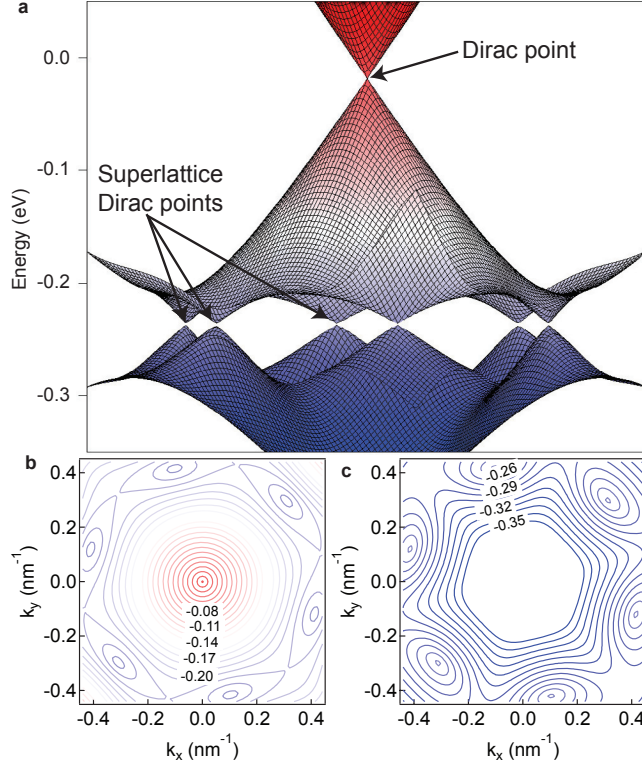 a
0.0
Dirac point
-0.1
Superlattice
Dirac points
Energy (eV)
-0.2
-0.3
b
0.4
0.2
0.0
-0.2
-0.4
k_y (nm⁻¹)
-0.08
-0.11
-0.14
-0.17
-0.20
-0.4 -0.2 0.0 0.2 0.4
k_x (nm⁻¹)
c
0.4
0.2
0.0
-0.2
-0.4
k_y (nm⁻¹)
-0.26
-0.29
-0.32
-0.35
-0.4 -0.2 0.0 0.2 0.4
k_x (nm⁻¹)